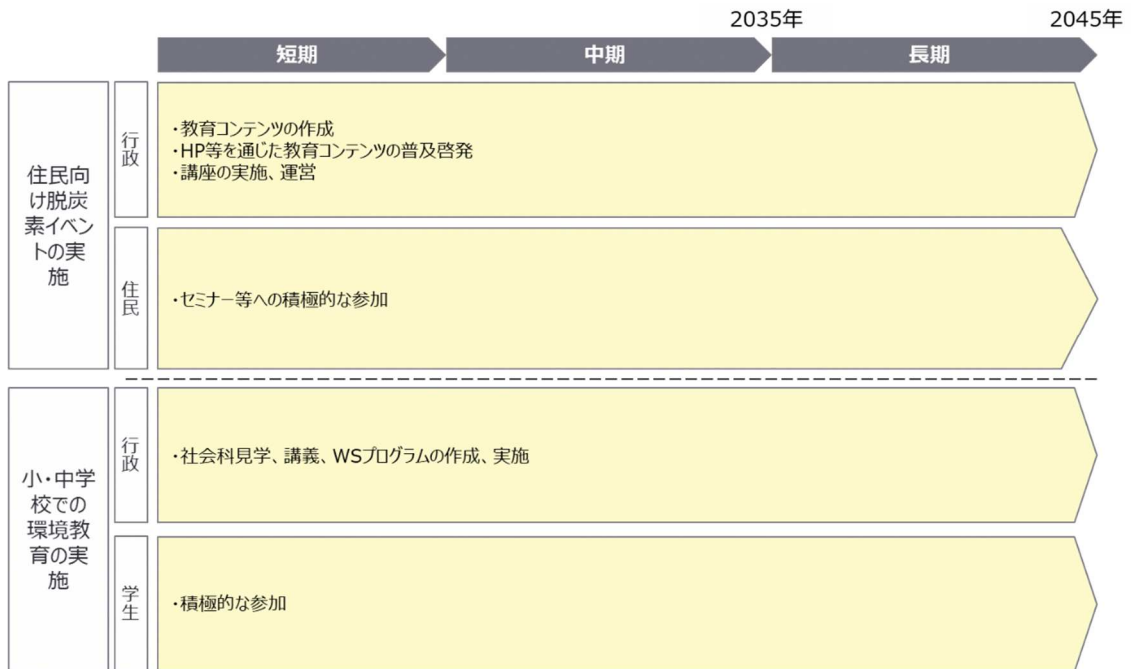 2035年
2045年
短期
中期
長期
住民向
け脱炭
素イベン
トの実
施
行政
・教育コンテンツの作成
・HP等を通じた教育コンテンツの普及啓発
・講座の実施、運営
住民
・セミナー等への積極的な参加
小・中学
校での
環境教
育の実
施
行政
・社会科見学、講義、WSプログラムの作成、実施
学生
・積極的な参加